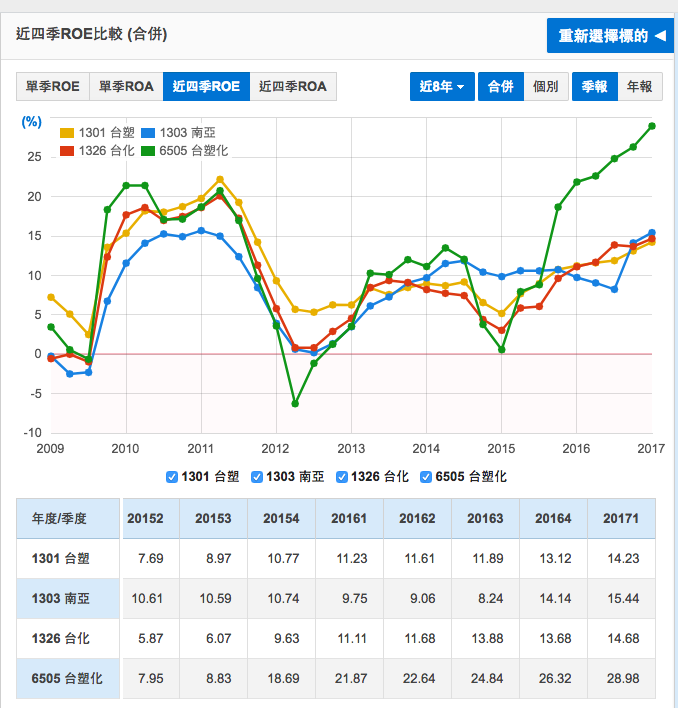 近四季ROE比較 (合併)
重新選擇標的 ◀
單季ROE 單季ROA 近四季ROE 近四季ROA
近8年 合併 個別 季報 年報
(%)
1301 台塑 1303 南亞
1326 台化 6505 台塑化
25
20
15
10
5
0
-5
-10
2009 2010 2011 2012 2013 2014 2015 2016 2017
1301 台塑 1303 南亞 1326 台化 6505 台塑化
年度/季度 20152 20153 20154 20161 20162 20163 20164 20171
1301 台塑 7.69 8.97 10.77 11.23 11.61 11.89 13.12 14.23
1303 南亞 10.61 10.59 10.74 9.75 9.06 8.24 14.14 15.44
1326 台化 5.87 6.07 9.63 11.11 11.68 13.88 13.68 14.68
6505 台塑化 7.95 8.83 18.69 21.87 22.64 24.84 26.32 28.98